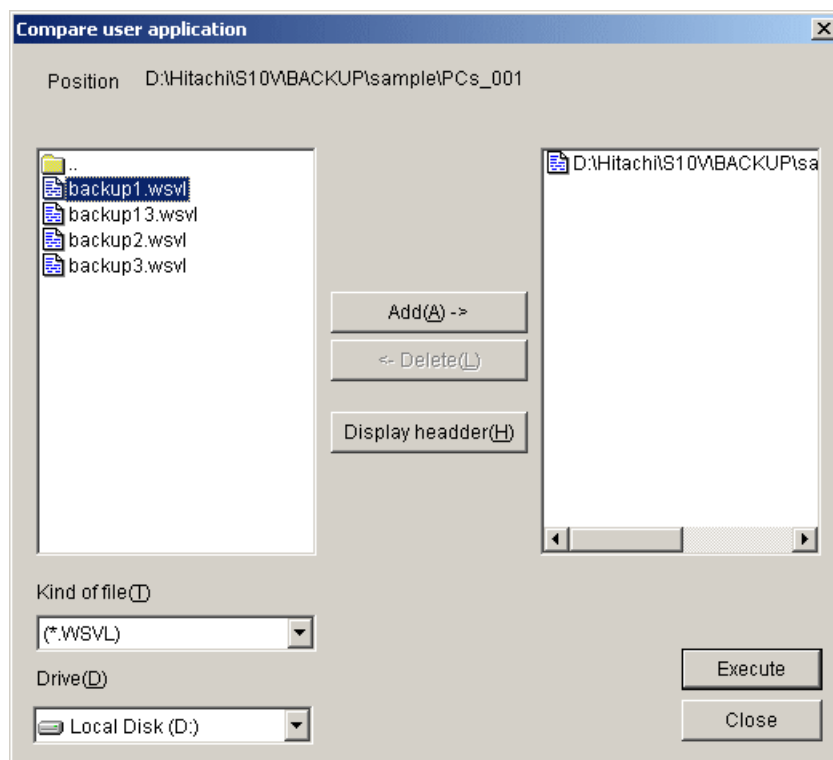 Compare user application
Position D:\Hitachi\S10V\BACKUP\sample\PCs_001
..
backup1.wsvl
backup13.wsvl
backup2.wsvl
backup3.wsvl
D:\Hitachi\S10V\BACKUP\sa
Add(A) ->
<- Delete(L)
Display headder(H)
Kind of file(T)
(*.WSVL)
Drive(D)
Local Disk (D:)
Execute
Close